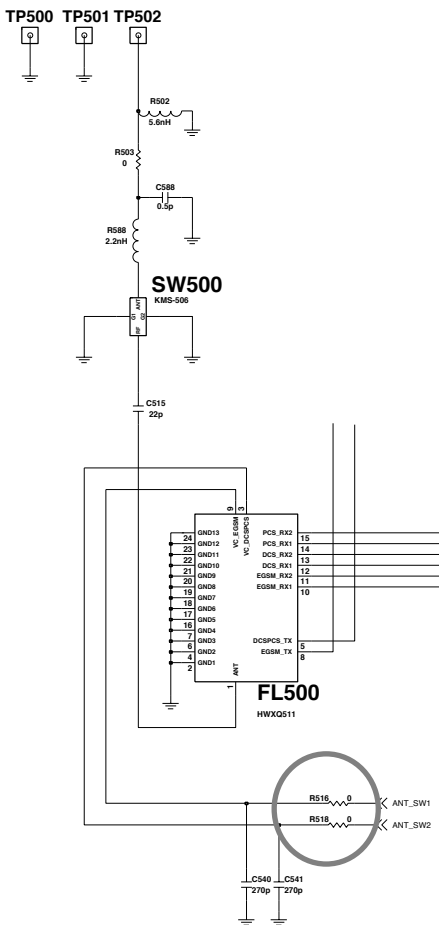 TP500 TP501 TP502
R502
5.6nH
R503
0
C588
0.5p
R588
2.2nH
SW500
KMS-506
ANT
G1
G2
RF
C515
22p
9
3
VC_EGSM
VC_DCSPCS
GND13
24
GND12
23
GND11
22
GND10
21
GND9
20
GND8
19
GND7
18
GND6
17
GND5
16
GND4
7
GND3
6
GND2
4
GND1
2
PCS_RX2
15
PCS_RX1
14
DCS_RX2
13
DCS_RX1
12
EGSM_RX2
11
EGSM_RX1
10
DCSPCS_TX
5
EGSM_TX
8
ANT
1
FL500
HWXQ511
R516 0 ANT_SW1
R518 0 ANT_SW2
C540 C541
270p 270p